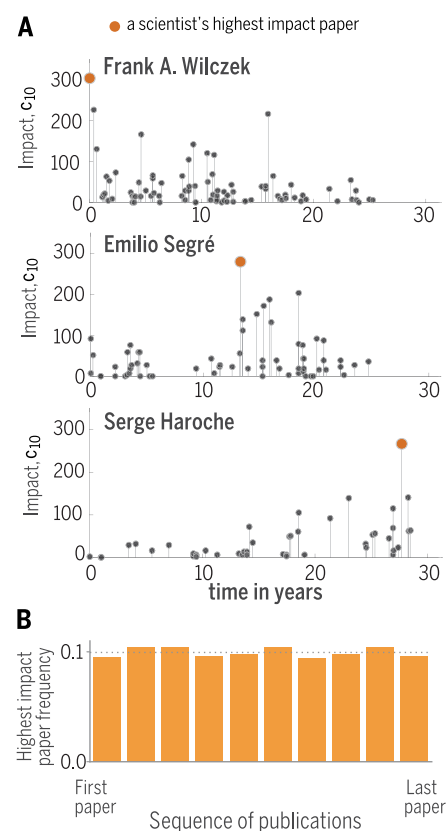 A
a scientist's highest impact paper
Frank A. Wilczek
Impact, c10
300
200
100
0
0
10
20
30
Emilio Segré
Impact, c10
300
200
100
0
0
10
20
30
Serge Haroche
Impact, c10
300
200
100
0
0
10
20
30
time in years
B
Highest impact
paper frequency
0.1
0.0
First
paper
Last
paper
Sequence of publications